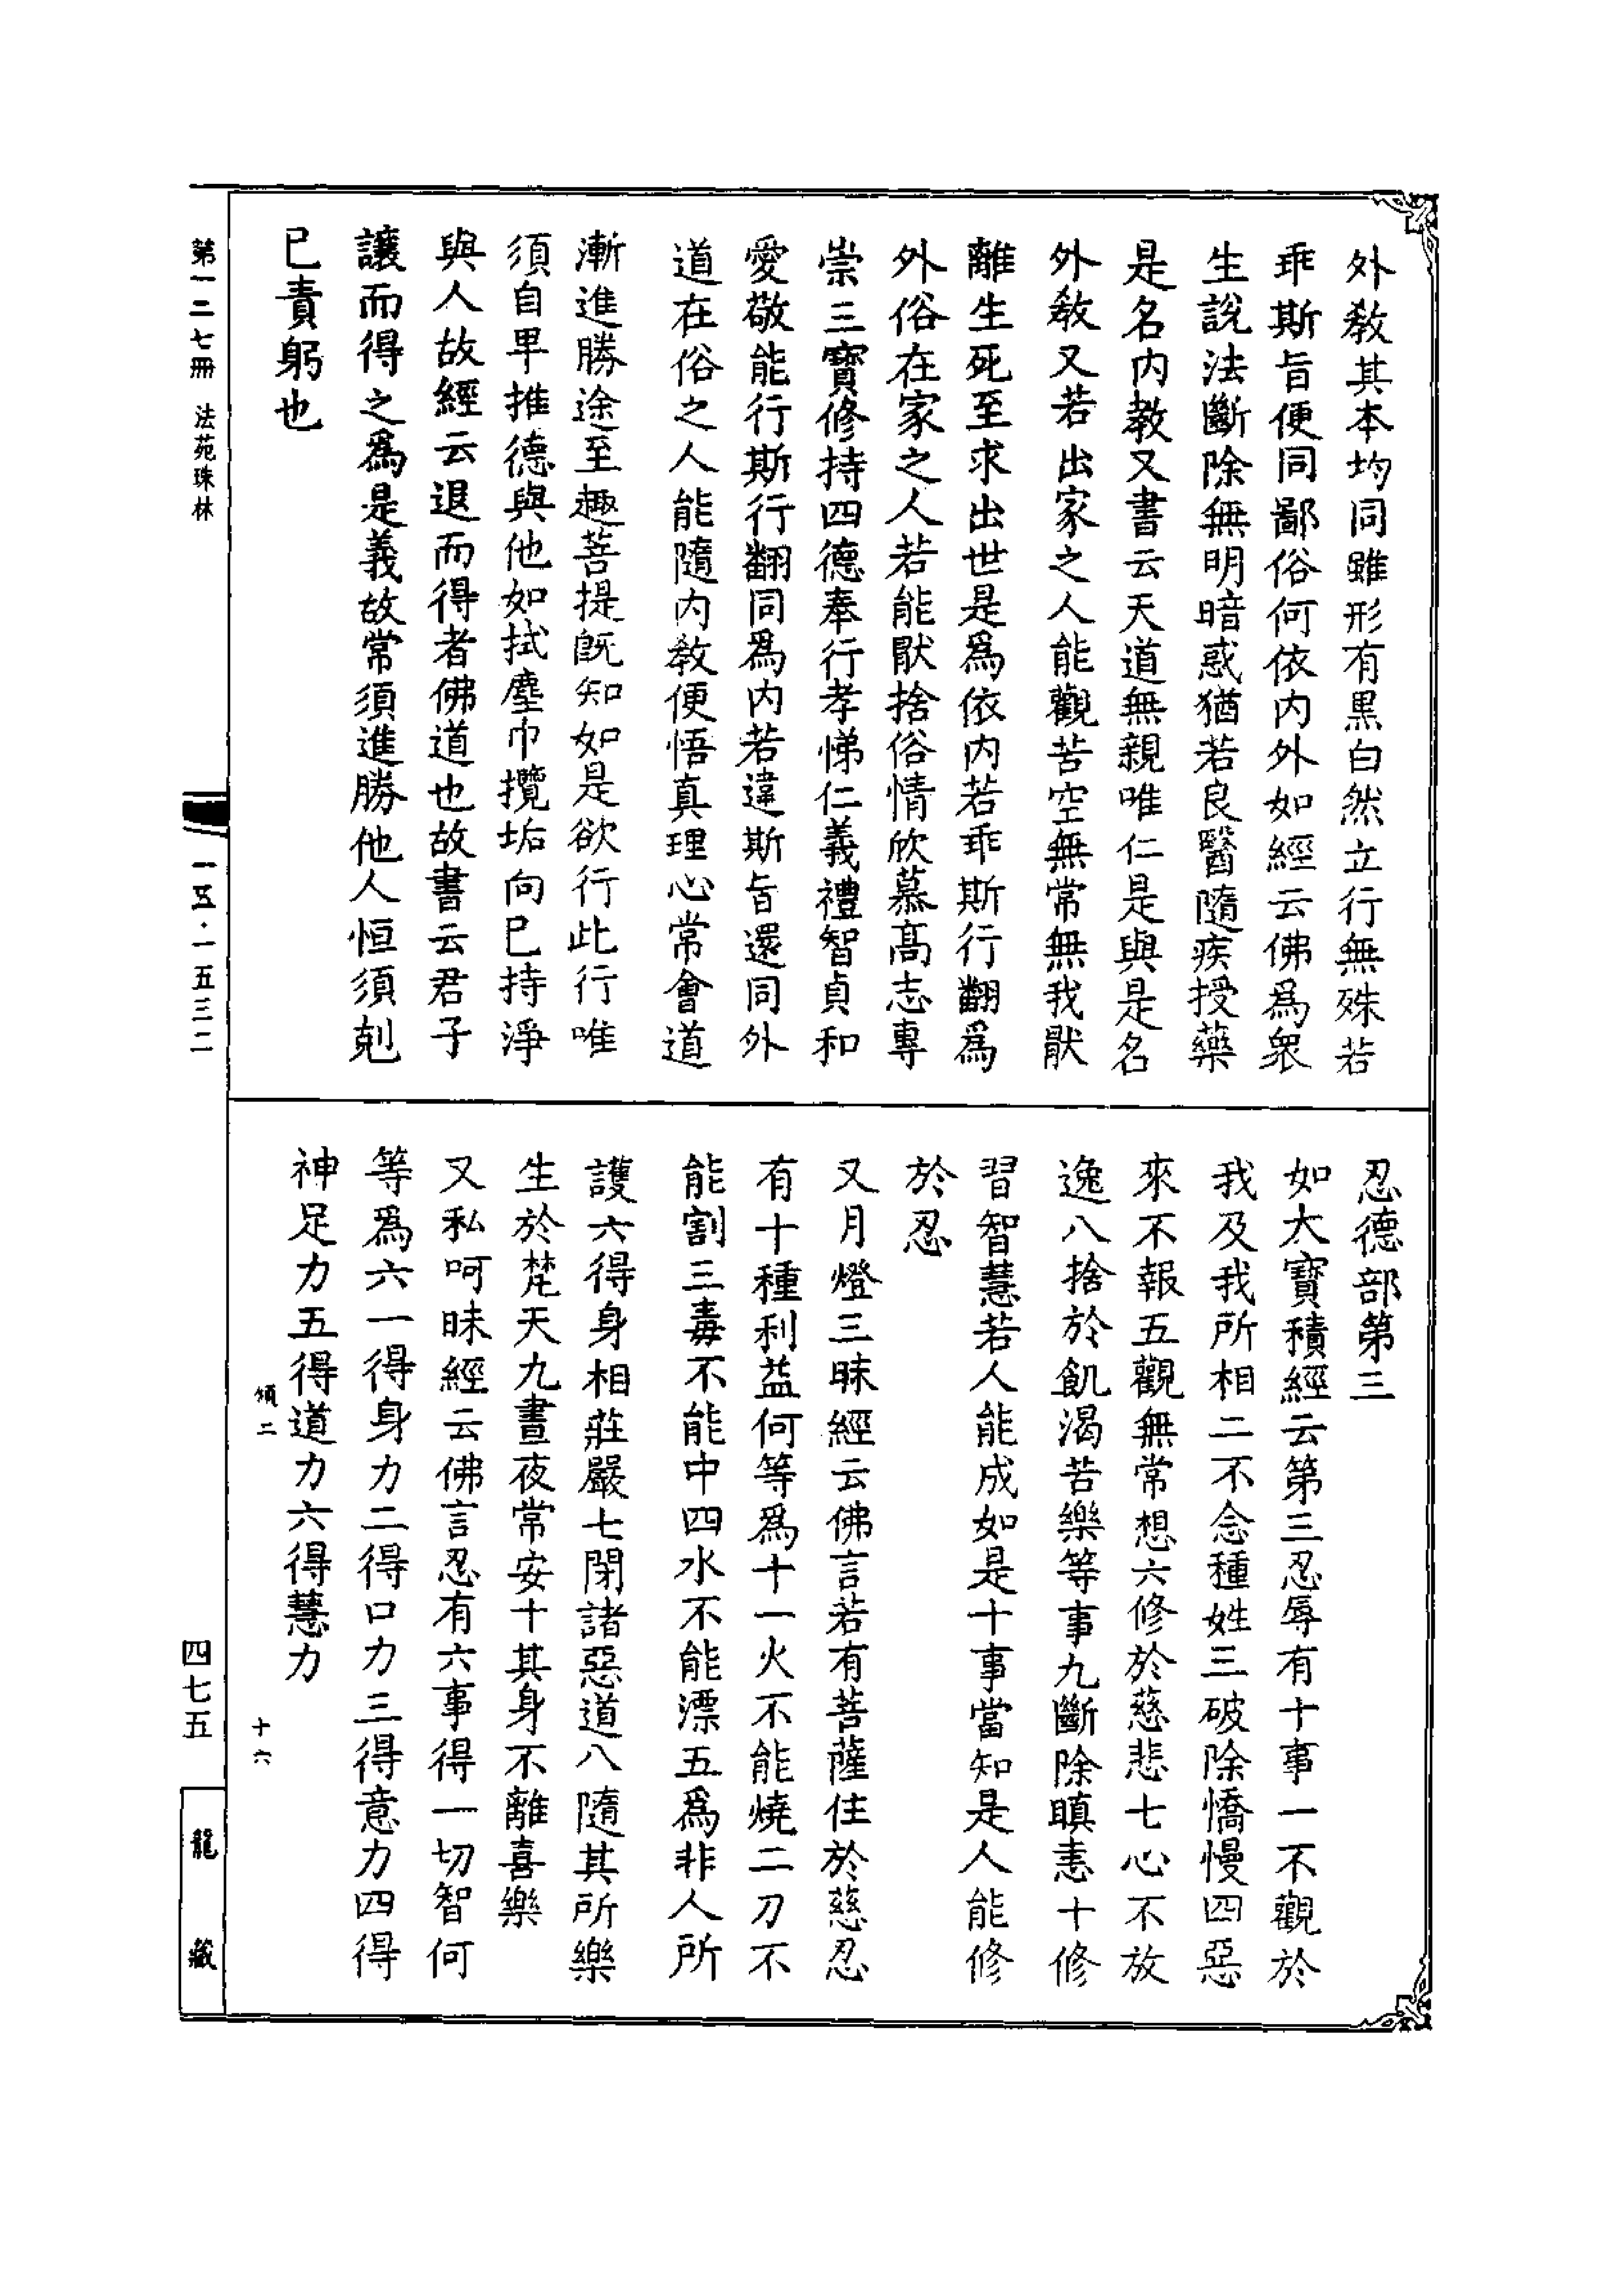 外教其本均同雖形有黑白然立行無殊若
乖斯旨便同鄙俗何依內外如經云佛爲衆
生說法斷除無明暗惑猶若良醫隨疾授藥
是名內教又書云天道無親唯仁是與是名
外教又若出家之人能觀苦空無常無我厭
離生死至求出世是爲依內若乖斯行翻爲
外俗在家之人若能厭捨俗情欣慕高志專
崇三寶修持四德奉行孝悌仁義禮智貞和
愛敬能行斯行翻同爲內若違斯旨還同外
道在俗之人能隨內教便悟真理心常會道
漸進勝途至趣菩提旣知如是欲行此行唯
須自卑推德與他如拭塵巾攬垢向己持淨
與人故經云退而得者佛道也故書云君子
讓而得之爲是義故常須進勝他人恒須剋
己責躬也
忍德部第三
如大寶積經云第三忍辱有十事一不觀於
我及我所相二不念種姓三破除憍慢四惡
來不報五觀無常想六修於慈悲七心不放
逸八捨於飢渴苦樂等事九斷除瞋恚十修
習智慧若人能成如是十事當知是人能修
於忍
又月燈三昧經云佛言若有菩薩住於慈忍
有十種利益何等爲十一火不能燒二刀不
能割三毒不能中四水不能漂五爲非人所
護六得身相莊嚴七閉諸惡道八隨其所樂
生於梵天九晝夜常安十其身不離喜樂
又私呵昧經云佛言忍有六事得一切智何
等爲六一得身力二得口力三得意力四得
神足力五得道力六得慧力
傾二
十六
第一二七冊 法苑珠林
一五·一五三二
四七五
龍藏